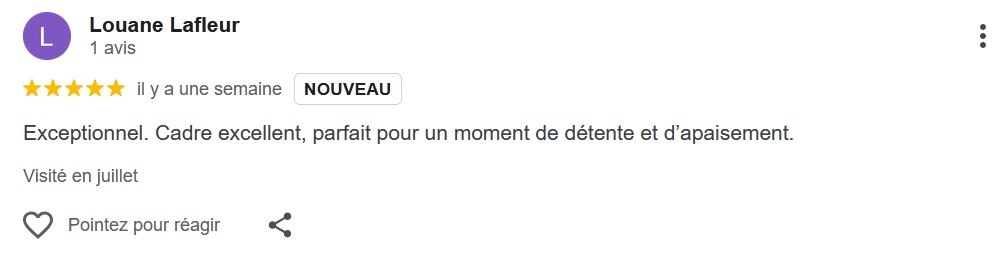 L
Louane Lafleur
1 avis
il y a une semaine NOUVEAU
Exceptionnel. Cadre excellent, parfait pour un moment de détente et d’apaisement.
Visité en juillet
Pointez pour réagir